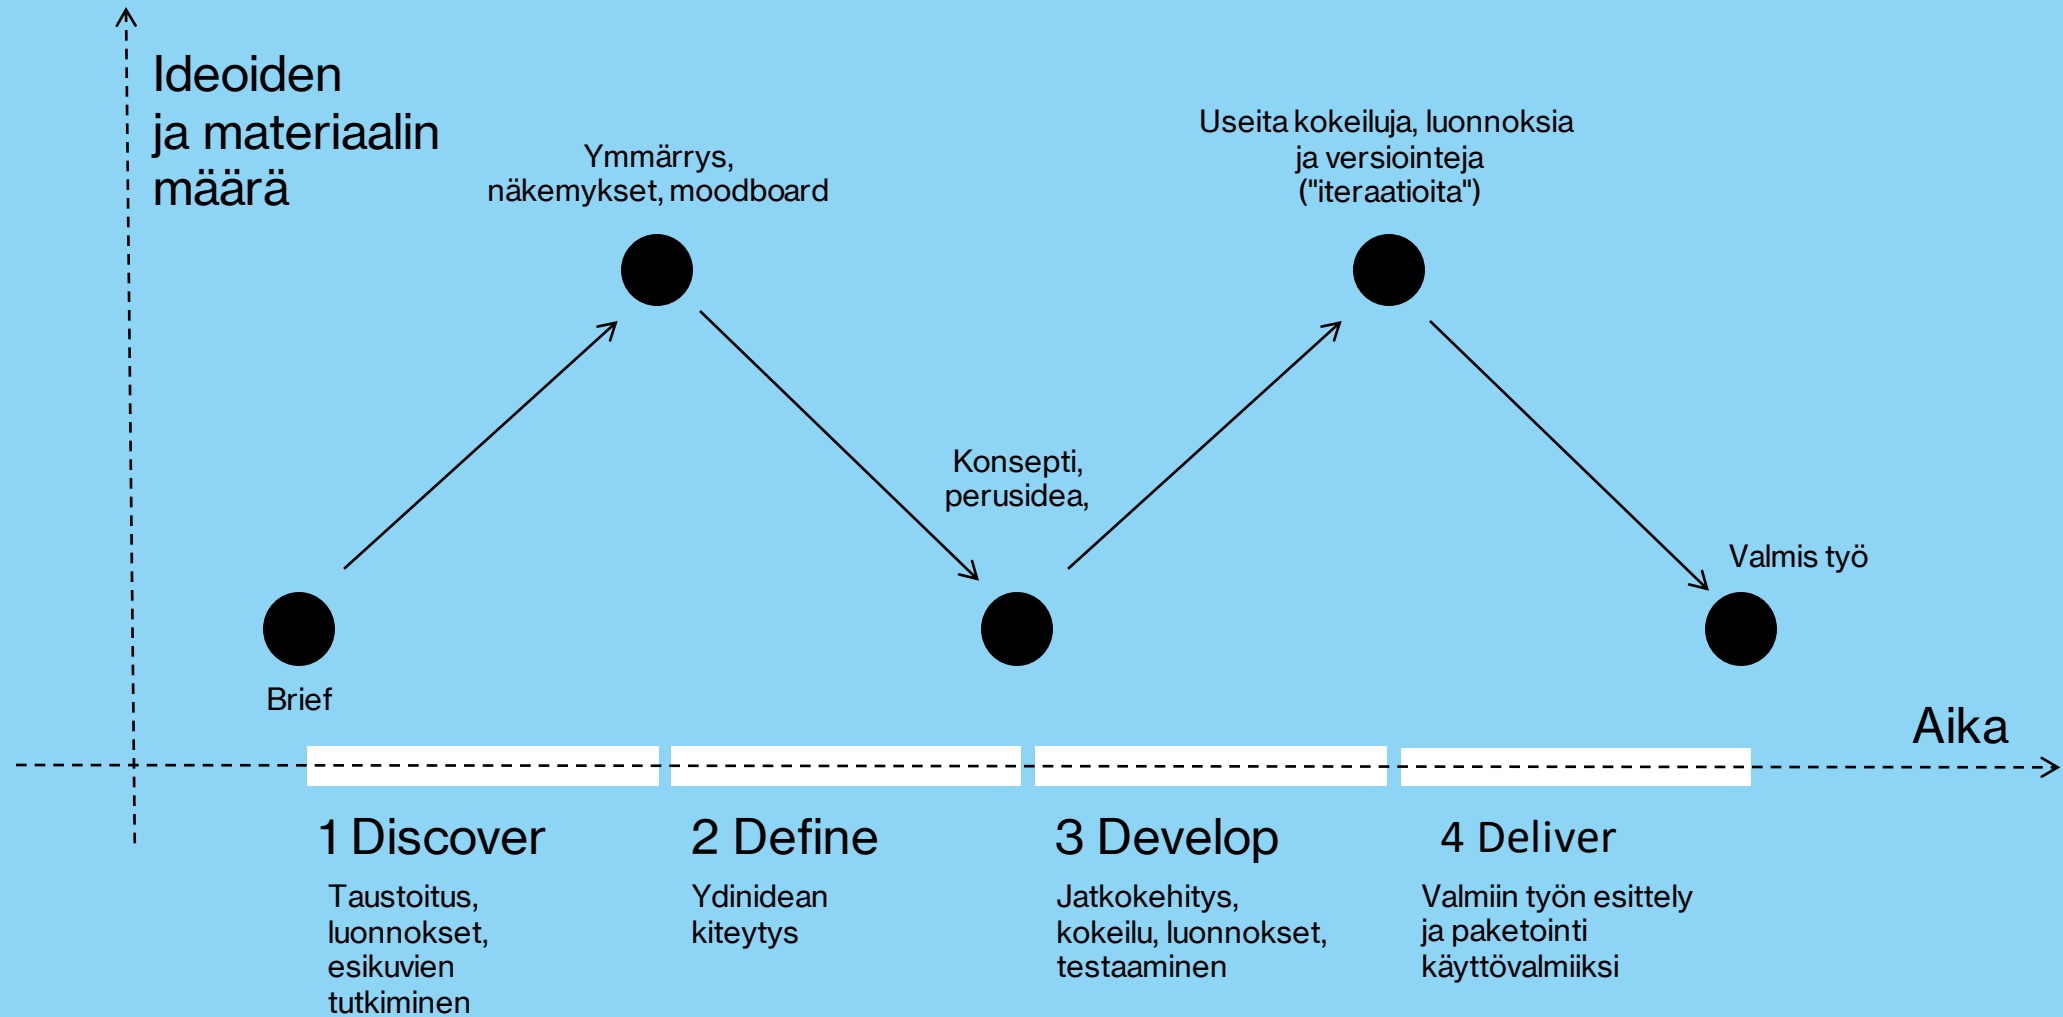 Ideoiden
ja materiaalin
määrä
Ymmärrys,
näkemykset, moodboard
Useita kokeiluja, luonnoksia
ja versiointeja
("iteraatioita")
Konsepti,
perusidea,
Valmis työ
Brief
Aika
1 Discover
Taustoitus,
luonnokset,
esikuvien
tutkiminen
2 Define
Ydinidean
kiteytys
3 Develop
Jatkokehitys,
kokeilu, luonnokset,
testaaminen
4 Deliver
Valmiin työn esittely
ja paketointi
käyttövalmiiksi